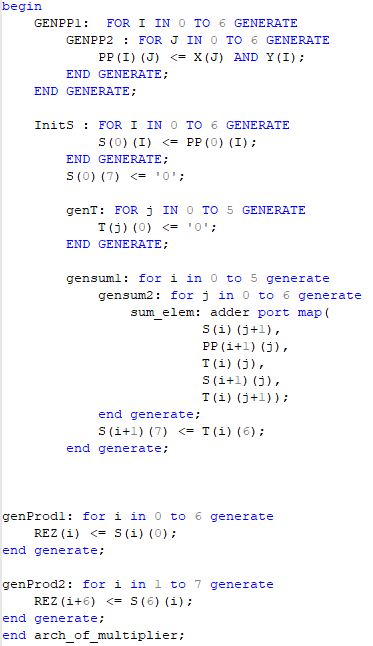 begin
    GENPP1:  FOR I IN 0 TO 6 GENERATE
        GENPP2 : FOR J IN 0 TO 6 GENERATE
            PP(I)(J) <= X(J) AND Y(I);
        END GENERATE;
    END GENERATE;

    InitS : FOR I IN 0 TO 6 GENERATE
            S(0)(I) <= PP(0)(I);
        END GENERATE;
        S(0)(7) <= '0';

        genT: FOR j IN 0 TO 5 GENERATE
            T(j)(0) <= '0';
        END GENERATE;

        gensum1: for i in 0 to 5 generate
            gensum2: for j in 0 to 6 generate
                sum_elem: adder port map(
                         S(i)(j+1),
                         PP(i+1)(j),
                         T(i)(j),
                         S(i+1)(j),
                         T(i)(j+1));
            end generate;
            S(i+1)(7) <= T(i)(6);
        end generate;

genProd1: for i in 0 to 6 generate
    REZ(i) <= S(i)(0);
end generate;

genProd2: for i in 1 to 7 generate
    REZ(i+6) <= S(6)(i);
end generate;
end arch_of_multiplier;